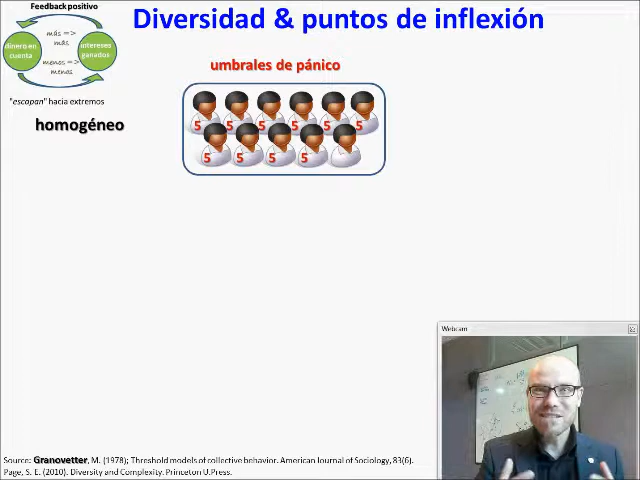 Feedback positivo
Diversidad & puntos de inflexión
dinero en
cuenta
más =>
más
menos =>
menos
intereses
ganados
"escapan" hacia extremos
homogéneo
umbrales de pánico
5 5 5 5 5 5
5 5 5 5
Webcam
Source: Granovetter, M. (1978); Threshold models of collective behavior. American Journal of Sociology, 83(6).
Page, S. E. (2010). Diversity and Complexity. Princeton U.Press.